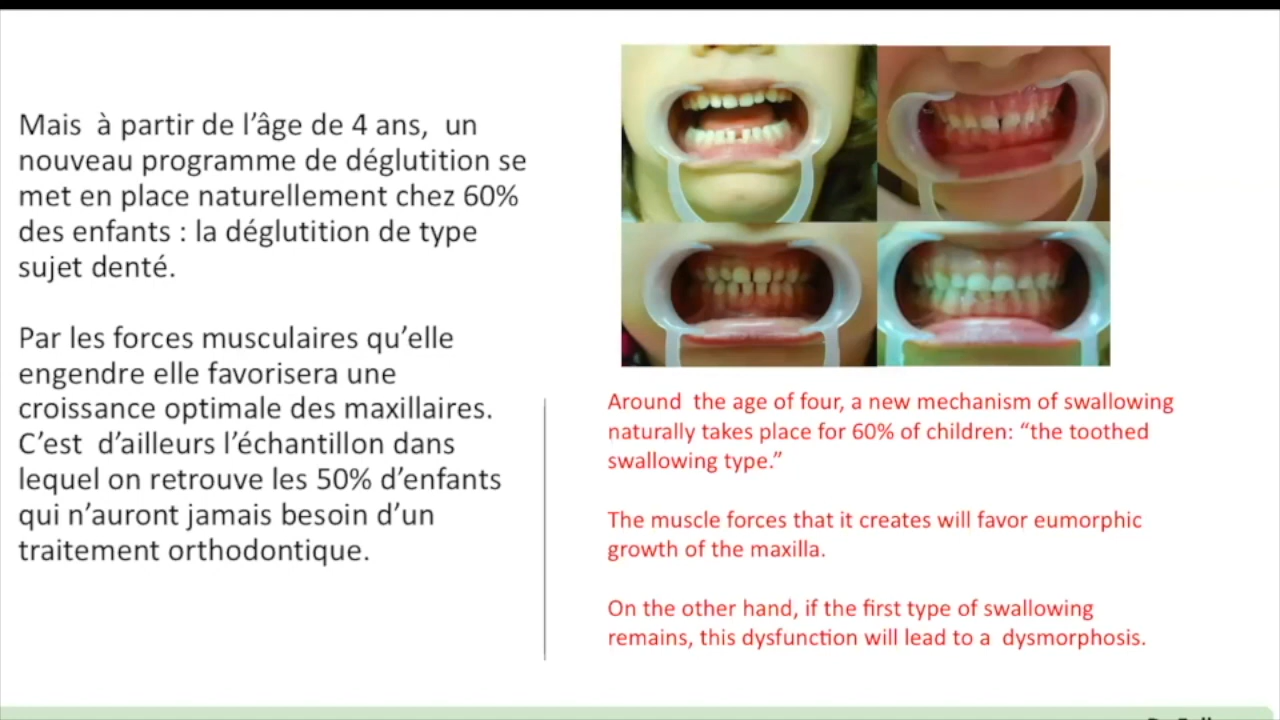 Mais à partir de l’âge de 4 ans, un
nouveau programme de déglutition se
met en place naturellement chez 60%
des enfants : la déglutition de type
sujet denté.
Par les forces musculaires qu’elle
engendre elle favorisera une
croissance optimale des maxillaires.
C’est d’ailleurs l’échantillon dans
lequel on retrouve les 50% d’enfants
qui n’auront jamais besoin d’un
traitement orthodontique.
Around the age of four, a new mechanism of swallowing
naturally takes place for 60% of children: “the toothed
swallowing type.”
The muscle forces that it creates will favor eumorphic
growth of the maxilla.
On the other hand, if the first type of swallowing
remains, this dysfunction will lead to a dysmorphosis.